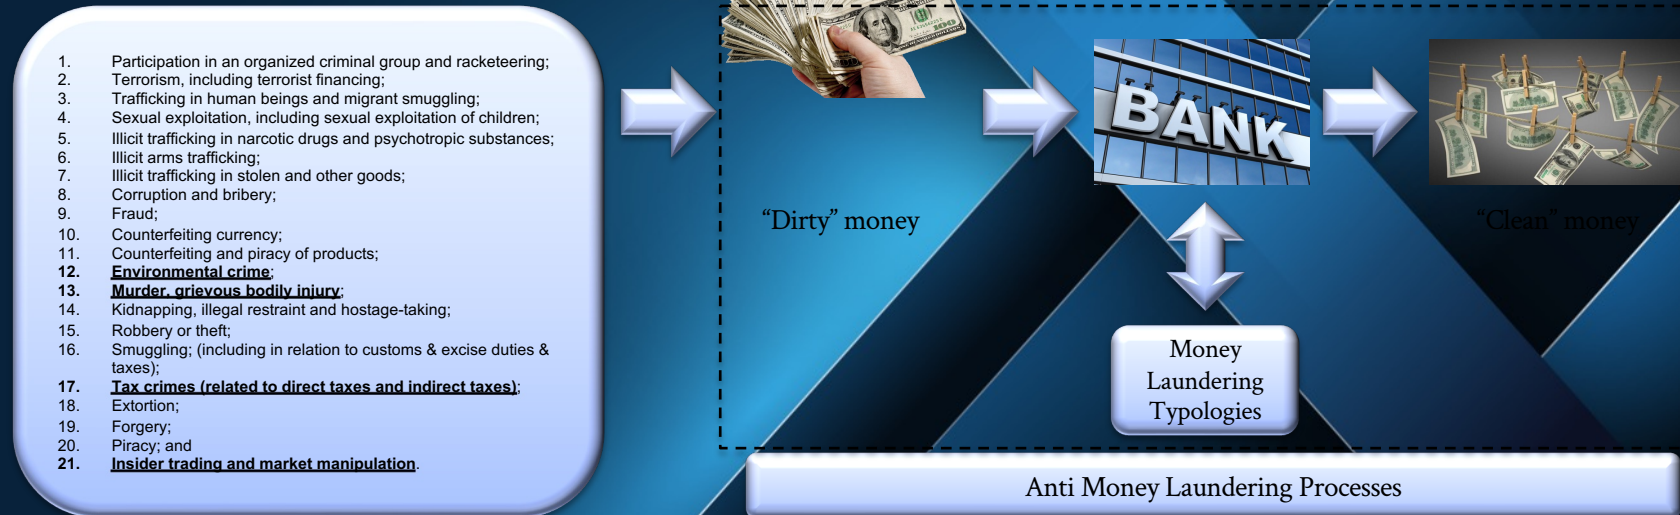 1. Participation in an organized criminal group and racketeering;
2. Terrorism, including terrorist financing;
3. Trafficking in human beings and migrant smuggling;
4. Sexual exploitation, including sexual exploitation of children;
5. Illicit trafficking in narcotic drugs and psychotropic substances;
6. Illicit arms trafficking;
7. Illicit trafficking in stolen and other goods;
8. Corruption and bribery;
9. Fraud;
10. Counterfeiting currency;
11. Counterfeiting and piracy of products;
12. Environmental crime;
13. Murder, grievous bodily injury;
14. Kidnapping, illegal restraint and hostage-taking;
15. Robbery or theft;
16. Smuggling; (including in relation to customs & excise duties &
taxes);
17. Tax crimes (related to direct taxes and indirect taxes);
18. Extortion;
19. Forgery;
20. Piracy; and
21. Insider trading and market manipulation.
100
“Dirty” money
BANK
“Clean” money
Money
Laundering
Typologies
Anti Money Laundering Processes